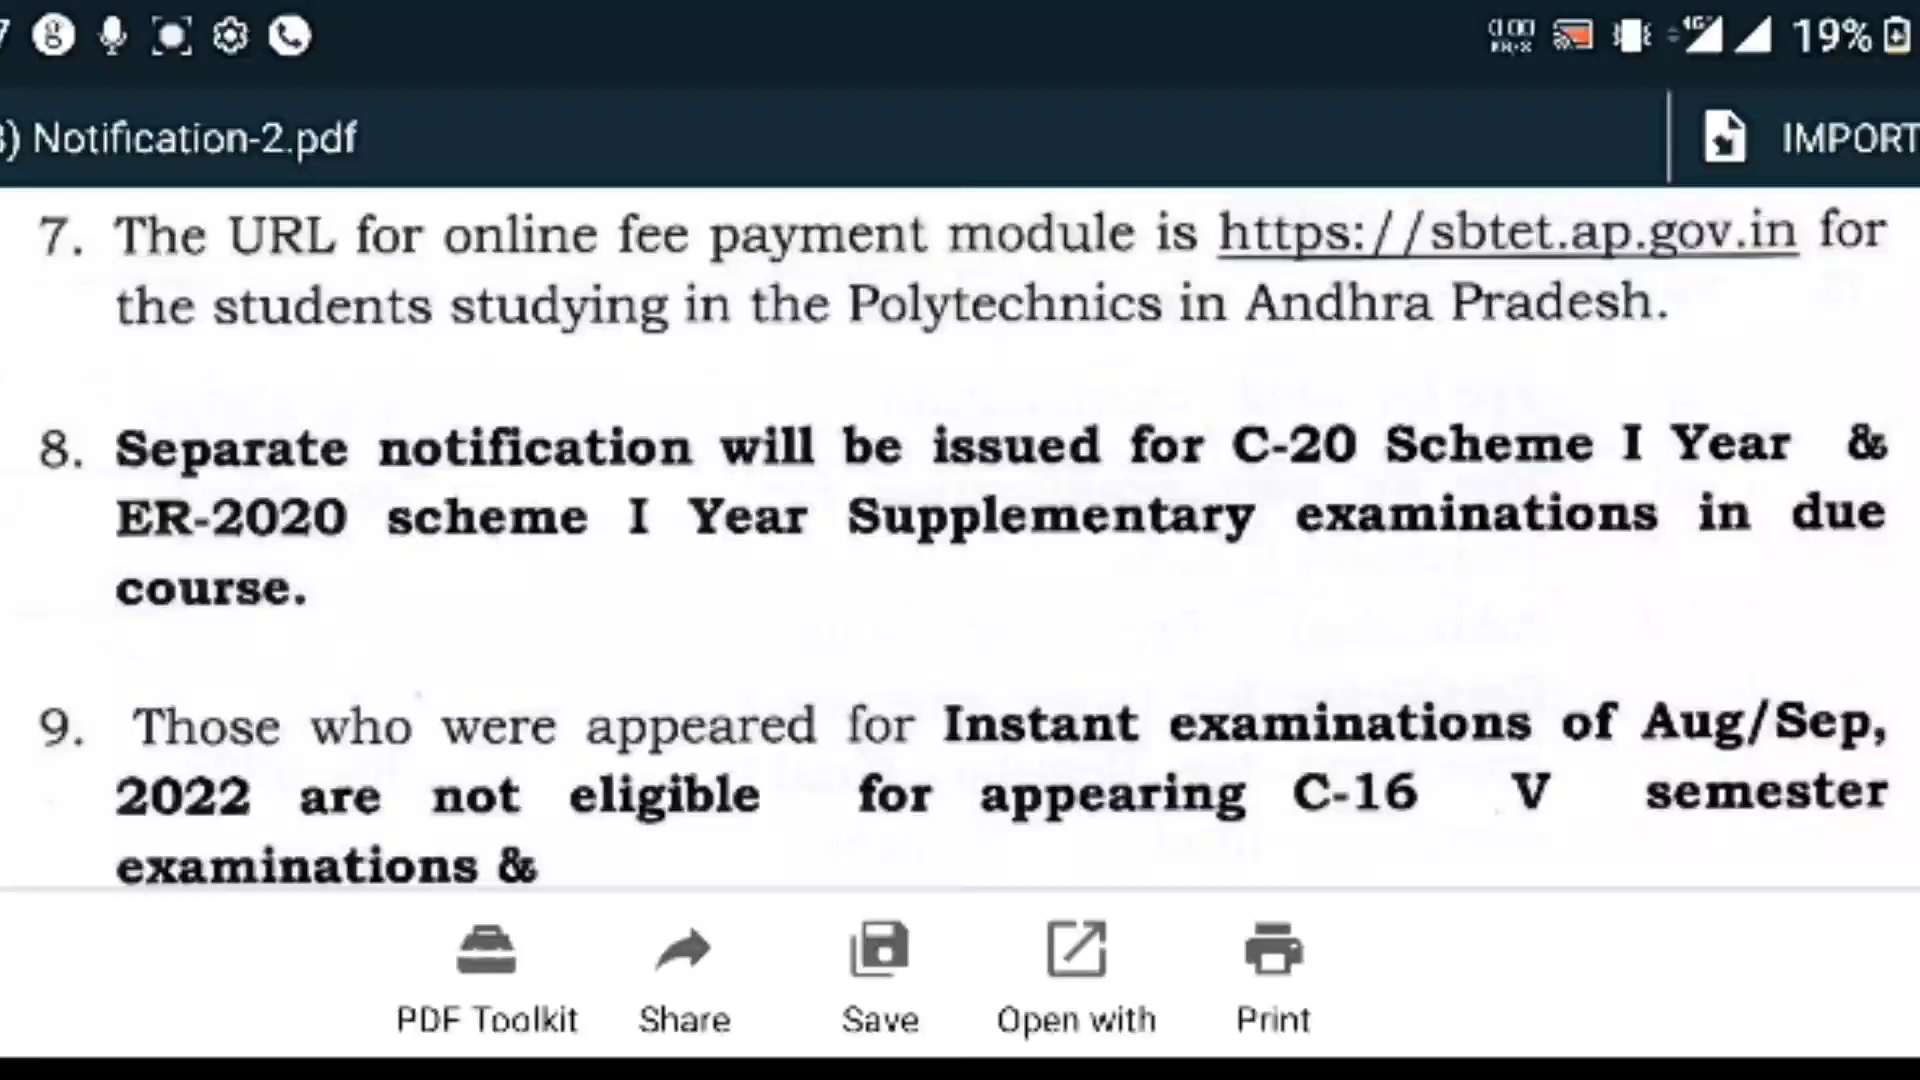 19%
) Notification-2.pdf
IMPORT
7. The URL for online fee payment module is https://sbtet.ap.gov.in for
the students studying in the Polytechnics in Andhra Pradesh.
8. Separate notification will be issued for C-20 Scheme I Year &
ER-2020 scheme I Year Supplementary examinations in due
course.
9. Those who were appeared for Instant examinations of Aug/Sep,
2022 are not eligible for appearing C-16 V semester
examinations &
PDF Toolkit Share Save Open with Print